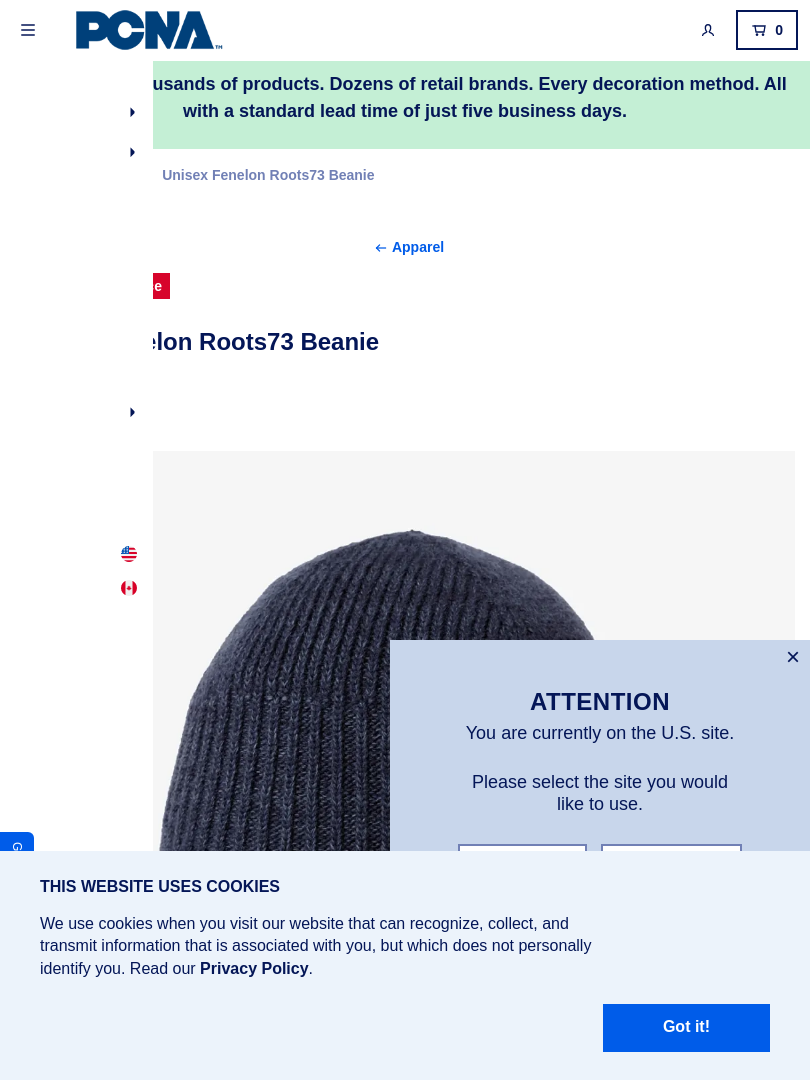 PCNA™
0
usands of products. Dozens of retail brands. Every decoration method. All
with a standard lead time of just five business days.
Unisex Fenelon Roots73 Beanie
← Apparel
e
elon Roots73 Beanie
ATTENTION
You are currently on the U.S. site.
Please select the site you would
like to use.
G
THIS WEBSITE USES COOKIES
We use cookies when you visit our website that can recognize, collect, and
transmit information that is associated with you, but which does not personally
identify you. Read our Privacy Policy.
Got it!